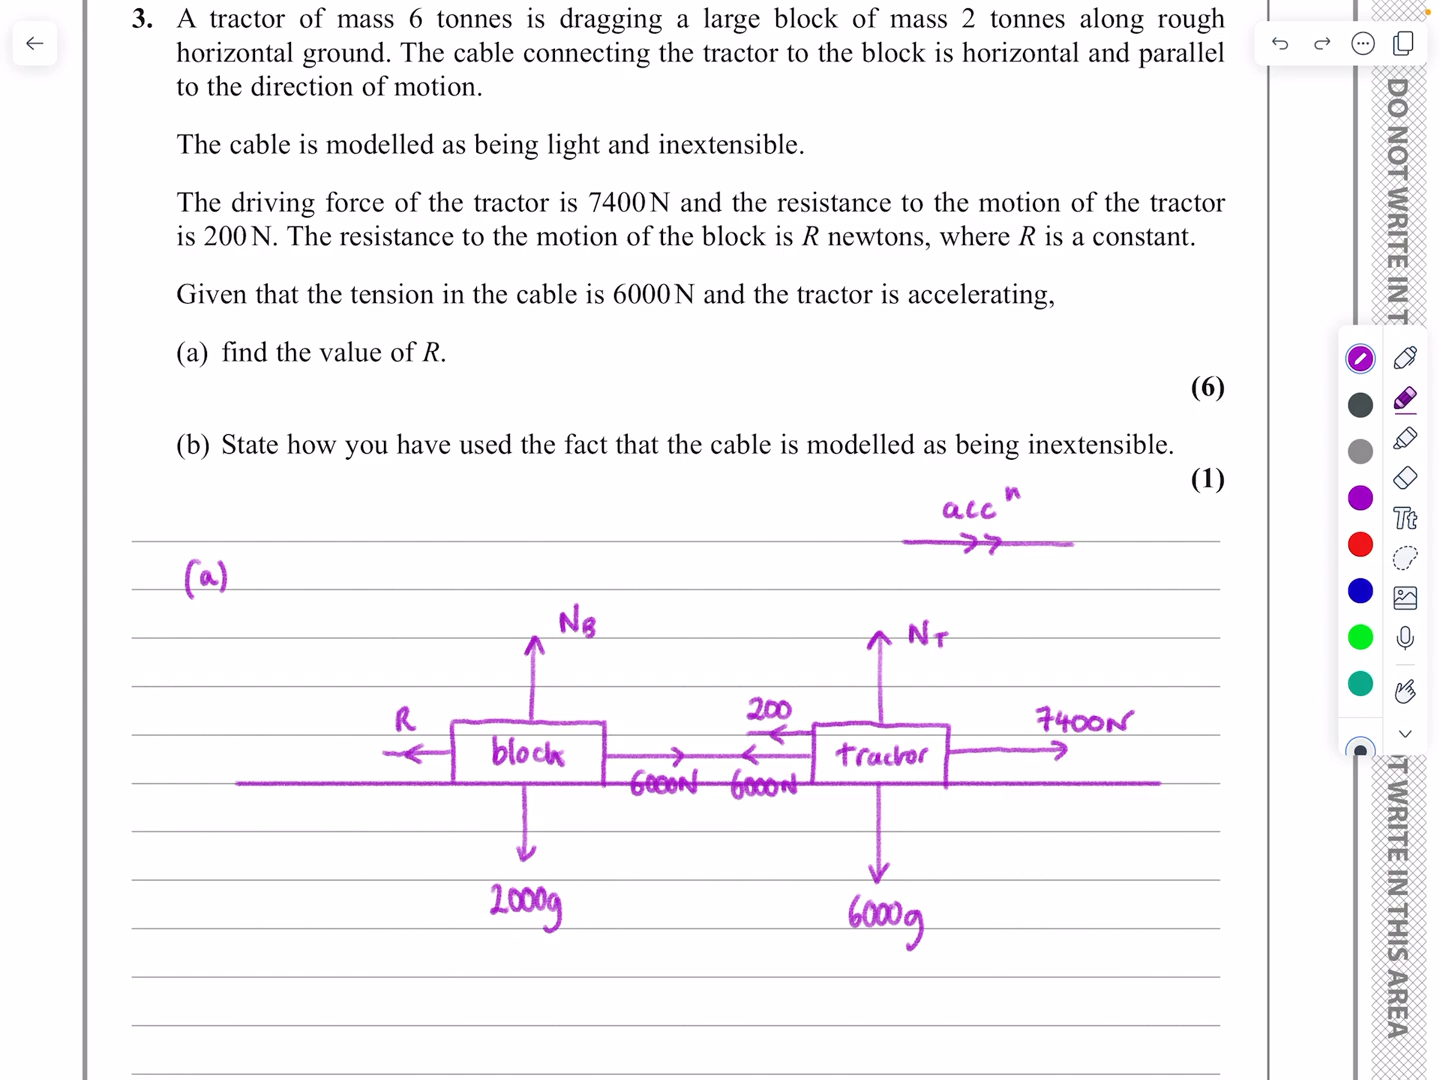 3. A tractor of mass 6 tonnes is dragging a large block of mass 2 tonnes along rough
horizontal ground. The cable connecting the tractor to the block is horizontal and parallel
to the direction of motion.
The cable is modelled as being light and inextensible.
The driving force of the tractor is 7400 N and the resistance to the motion of the tractor
is 200 N. The resistance to the motion of the block is R newtons, where R is a constant.
Given that the tension in the cable is 6000 N and the tractor is accelerating,
(a) find the value of R.
(6)
(b) State how you have used the fact that the cable is modelled as being inextensible.
(1)
accⁿ
(a)
N_B
N_T
R
200
7400N
block
tractor
6000N 6000N
2000g
6000g
DO NOT WRITE IN T
IT WRITE IN THIS AREA
Tt